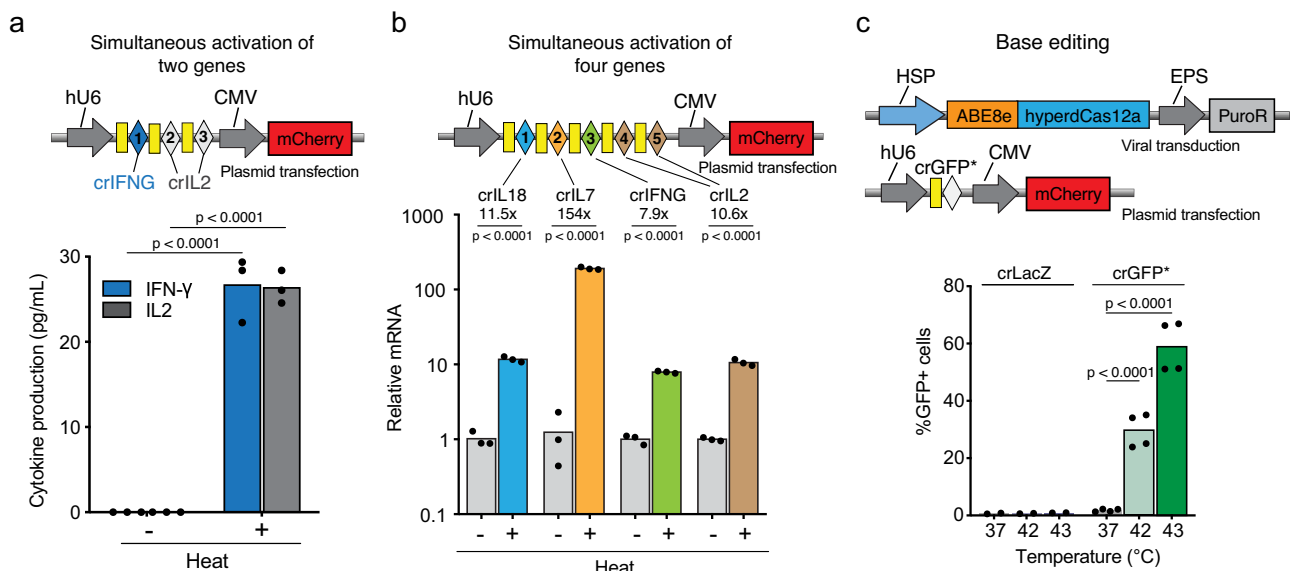 a
Simultaneous activation of
two genes
hU6
CMV
1
2
3
mCherry
Plasmid transfection
crIFNG
crIL2
p < 0.0001
p < 0.0001
IFN-γ
IL2
Cytokine production (pg/mL)
30
20
10
0
- +
Heat
b
Simultaneous activation of
four genes
hU6
CMV
1
2
3
4
5
mCherry
Plasmid transfection
crIL18 crIL7 crIFNG crIL2
11.5x 154x 7.9x 10.6x
p < 0.0001 p < 0.0001 p < 0.0001 p < 0.0001
Relative mRNA
1000
100
10
1
0.1
- + - + - + - +
Heat
c
Base editing
HSP
EPS
ABE8e hyperdCas12a
PuroR
Viral transduction
hU6
crGFP*
CMV
mCherry
Plasmid transfection
crLacZ crGFP*
p < 0.0001
p < 0.0001
%GFP+ cells
80
60
40
20
0
37 42 43 37 42 43
Temperature (°C)